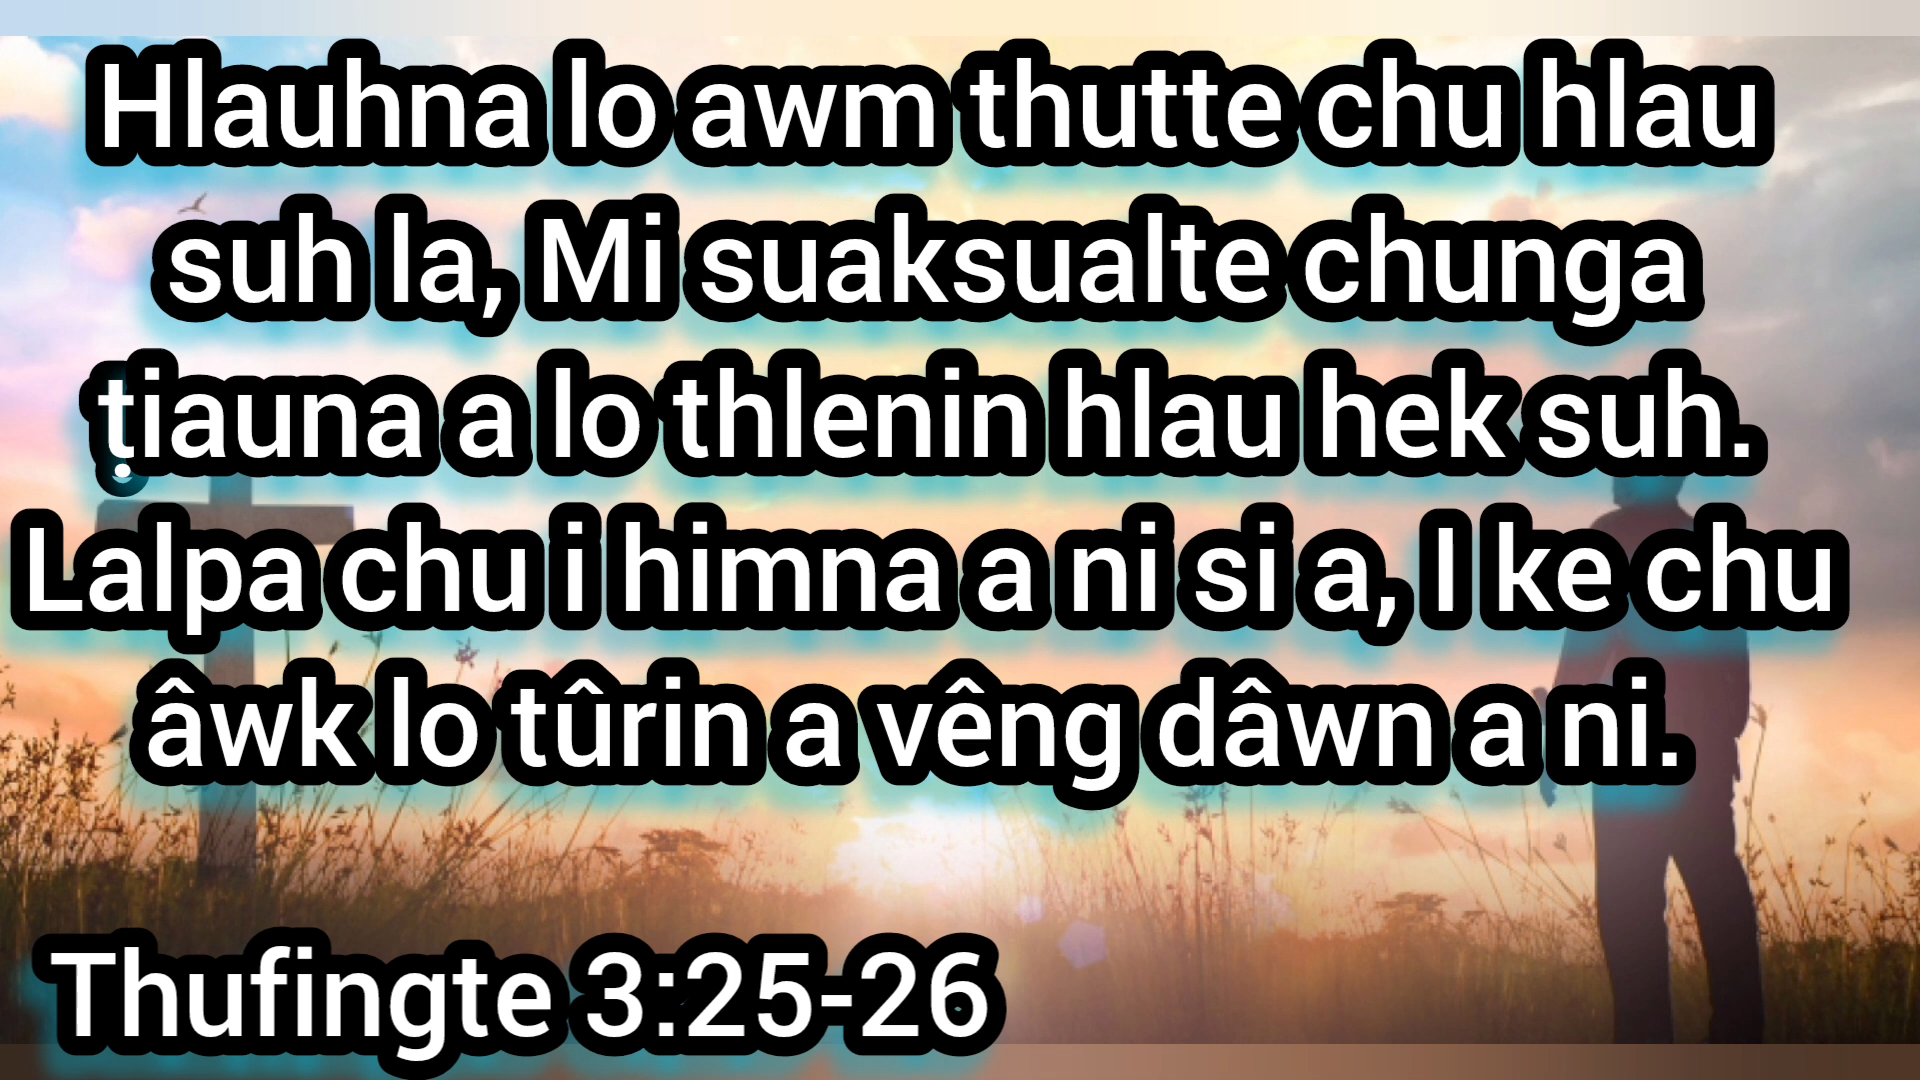 Hlauhna lo awm thutte chu hlau
suh la, Mi suaksualte chunga
ṭiauna a lo thlenin hlau hek suh.
Lalpa chu i himna a ni si a, I ke chu
âwk lo tûrin a vêng dâwn a ni.
Thufingte 3:25-26